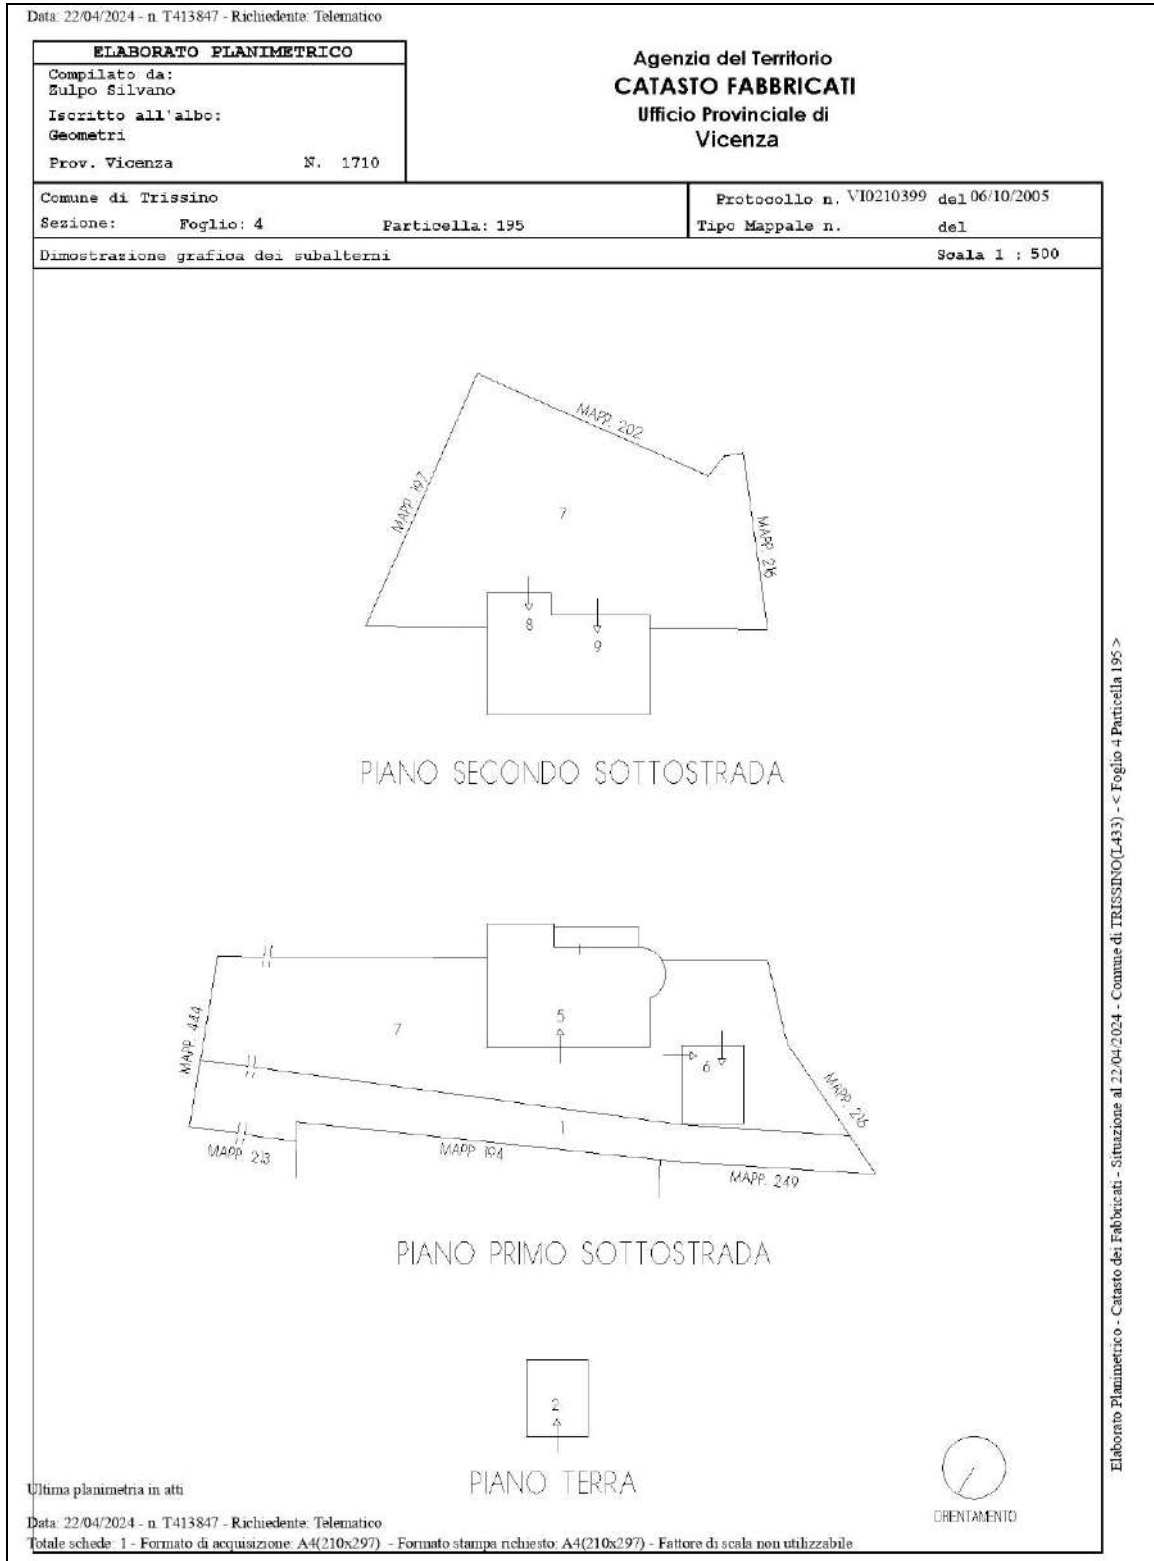 Data: 22/04/2024 - n. T413847 - Richiedente: Telematico
ELABORATO PLANIMETRICO
Compilato da:
Zulpo Silvano
Iscritto all'albo:
Geometri
Prov. Vicenza N. 1710
Agenzia del Territorio
CATASTO FABBRICATI
Ufficio Provinciale di
Vicenza
Comune di Trissino
Sezione: Foglio: 4 Particella: 195
Protocollo n. VI0210399 del 06/10/2005
Tipo Mappale n. del
Dimostrazione grafica dei subalterni Scala 1 : 500
MAPP. 202
MAPP. 197
7
MAPP. 216
8
9
PIANO SECONDO SOTTOSTRADA
5
7
MAPP. 444
6
MAPP. 216
1
MAPP. 213
MAPP. 194
MAPP. 249
PIANO PRIMO SOTTOSTRADA
2
PIANO TERRA
ORIENTAMENTO
Ultima planimetria in atti
Data: 22/04/2024 - n. T413847 - Richiedente: Telematico
Totale schede: 1 - Formato di acquisizione: A4(210x297) - Formato stampa richiesto: A4(210x297) - Fattore di scala non utilizzabile
Elaborato Planimetrico - Catasto dei Fabbricati - Situazione al 22/04/2024 - Comune di TRISSINO(L433) - < Foglio 4 Particella 195 >